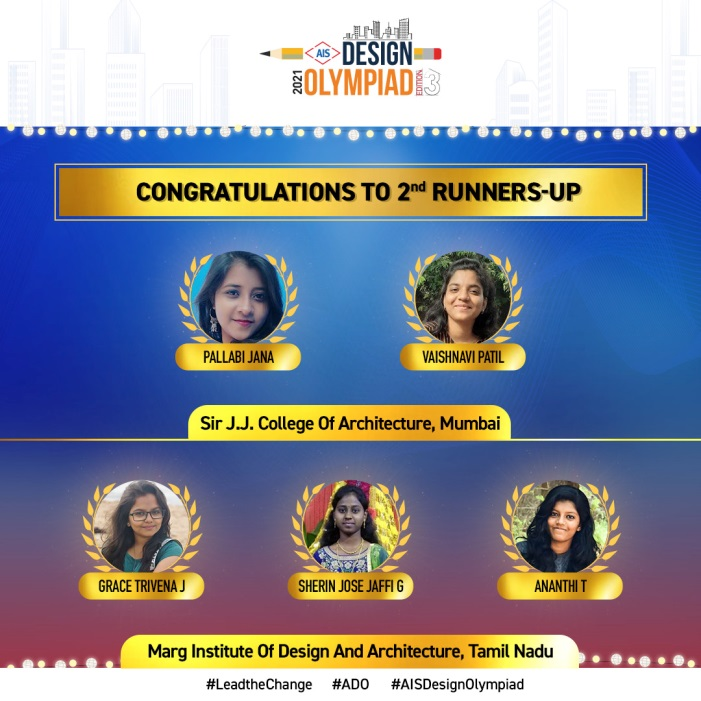 AIS DESIGN
2021 OLYMPIAD EDITION 3
CONGRATULATIONS TO 2nd RUNNERS-UP
PALLABI JANA
VAISHNAVI PATIL
Sir J.J. College Of Architecture, Mumbai
GRACE TRIVENA J
SHERIN JOSE JAFFI G
ANANTHI T
Marg Institute Of Design And Architecture, Tamil Nadu
#LeadtheChange #ADO #AISDesignOlympiad